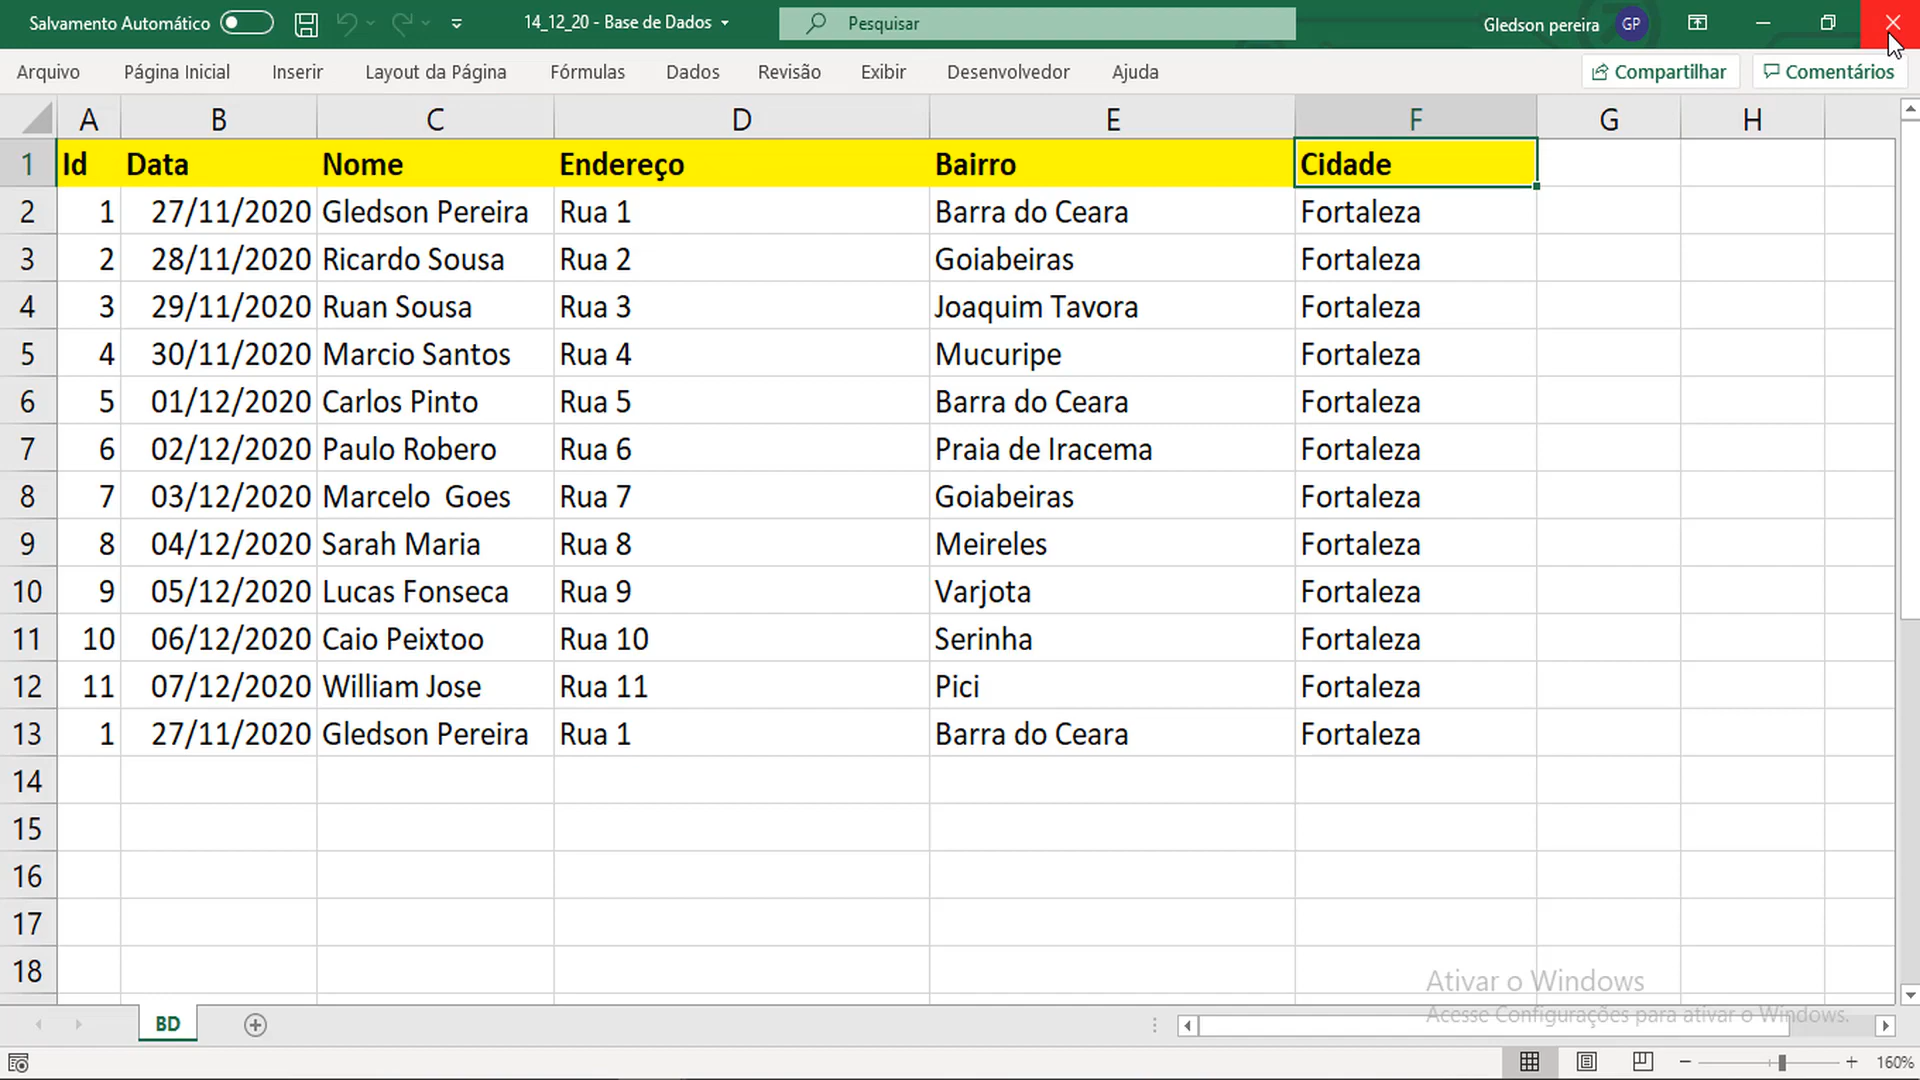 Salvamento Automático 14_12_20 - Base de Dados Pesquisar Gledson pereira GP
Arquivo Página Inicial Inserir Layout da Página Fórmulas Dados Revisão Exibir Desenvolvedor Ajuda Compartilhar Comentários
A B C D E F G H
1 Id Data Nome Endereço Bairro Cidade
2 1 27/11/2020 Gledson Pereira Rua 1 Barra do Ceara Fortaleza
3 2 28/11/2020 Ricardo Sousa Rua 2 Goiabeiras Fortaleza
4 3 29/11/2020 Ruan Sousa Rua 3 Joaquim Tavora Fortaleza
5 4 30/11/2020 Marcio Santos Rua 4 Mucuripe Fortaleza
6 5 01/12/2020 Carlos Pinto Rua 5 Barra do Ceara Fortaleza
7 6 02/12/2020 Paulo Robero Rua 6 Praia de Iracema Fortaleza
8 7 03/12/2020 Marcelo  Goes Rua 7 Goiabeiras Fortaleza
9 8 04/12/2020 Sarah Maria Rua 8 Meireles Fortaleza
10 9 05/12/2020 Lucas Fonseca Rua 9 Varjota Fortaleza
11 10 06/12/2020 Caio Peixtoo Rua 10 Serinha Fortaleza
12 11 07/12/2020 William Jose Rua 11 Pici Fortaleza
13 1 27/11/2020 Gledson Pereira Rua 1 Barra do Ceara Fortaleza
14
15
16
17
18
Ativar o Windows
Acesse Configurações para ativar o Windows.
BD
160%